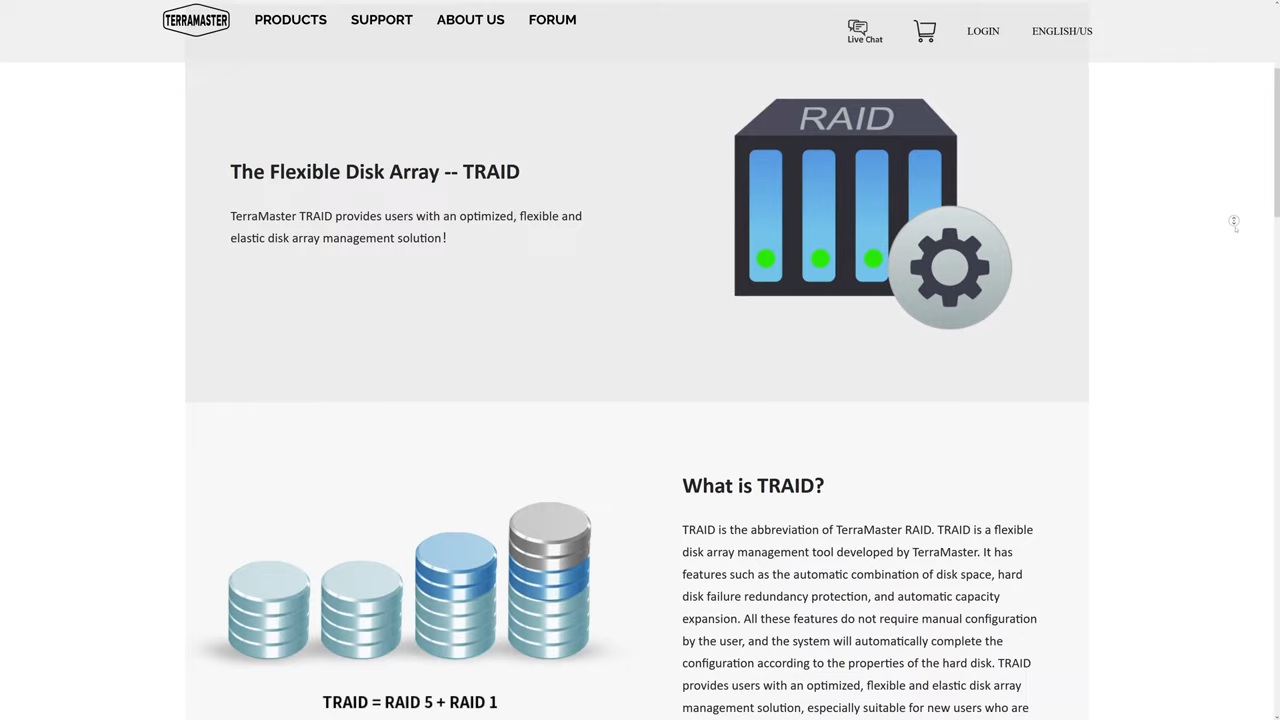 TERRAMASTER
PRODUCTS
SUPPORT
ABOUT US
FORUM
Live Chat
LOGIN
ENGLISH/US
RAID
The Flexible Disk Array -- TRAID
TerraMaster TRAID provides users with an optimized, flexible and
elastic disk array management solution!
What is TRAID?
TRAID is the abbreviation of TerraMaster RAID. TRAID is a flexible
disk array management tool developed by TerraMaster. It has
features such as the automatic combination of disk space, hard
disk failure redundancy protection, and automatic capacity
expansion. All these features do not require manual configuration
by the user, and the system will automatically complete the
configuration according to the properties of the hard disk. TRAID
provides users with an optimized, flexible and elastic disk array
management solution, especially suitable for new users who are
TRAID = RAID 5 + RAID 1